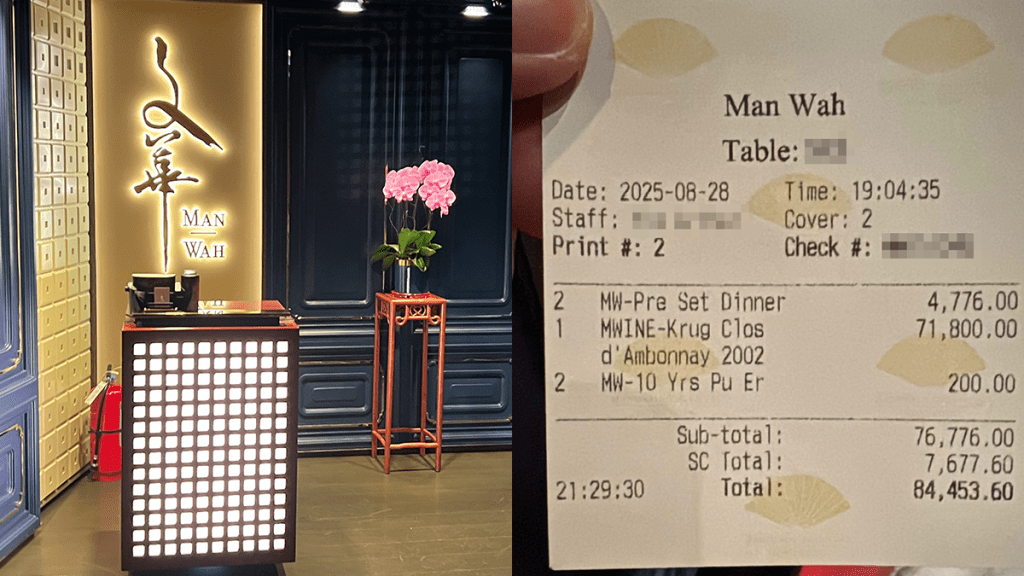 文華
MAN
WAH
Man Wah
Table:
Date: 2025-08-28 Time: 19:04:35
Staff: Cover: 2
Print #: 2 Check #:
2 MW-Pre Set Dinner 4,776.00
1 MWINE-Krug Clos 71,800.00
d'Ambonnay 2002
2 MW-10 Yrs Pu Er 200.00
Sub-total: 76,776.00
SC Total: 7,677.60
21:29:30 Total: 84,453.60